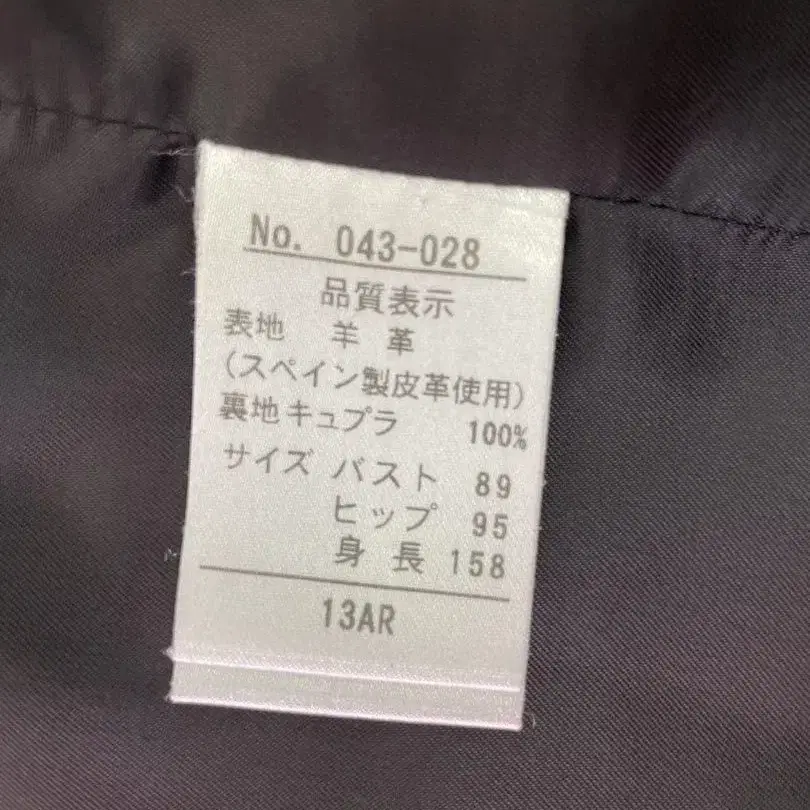 No. 043-028
品質表示
表地 羊 革
(スペイン製皮革使用)
裏地 キュプラ 100%
サイズ バスト 89
ヒップ 95
身 長 158
13AR